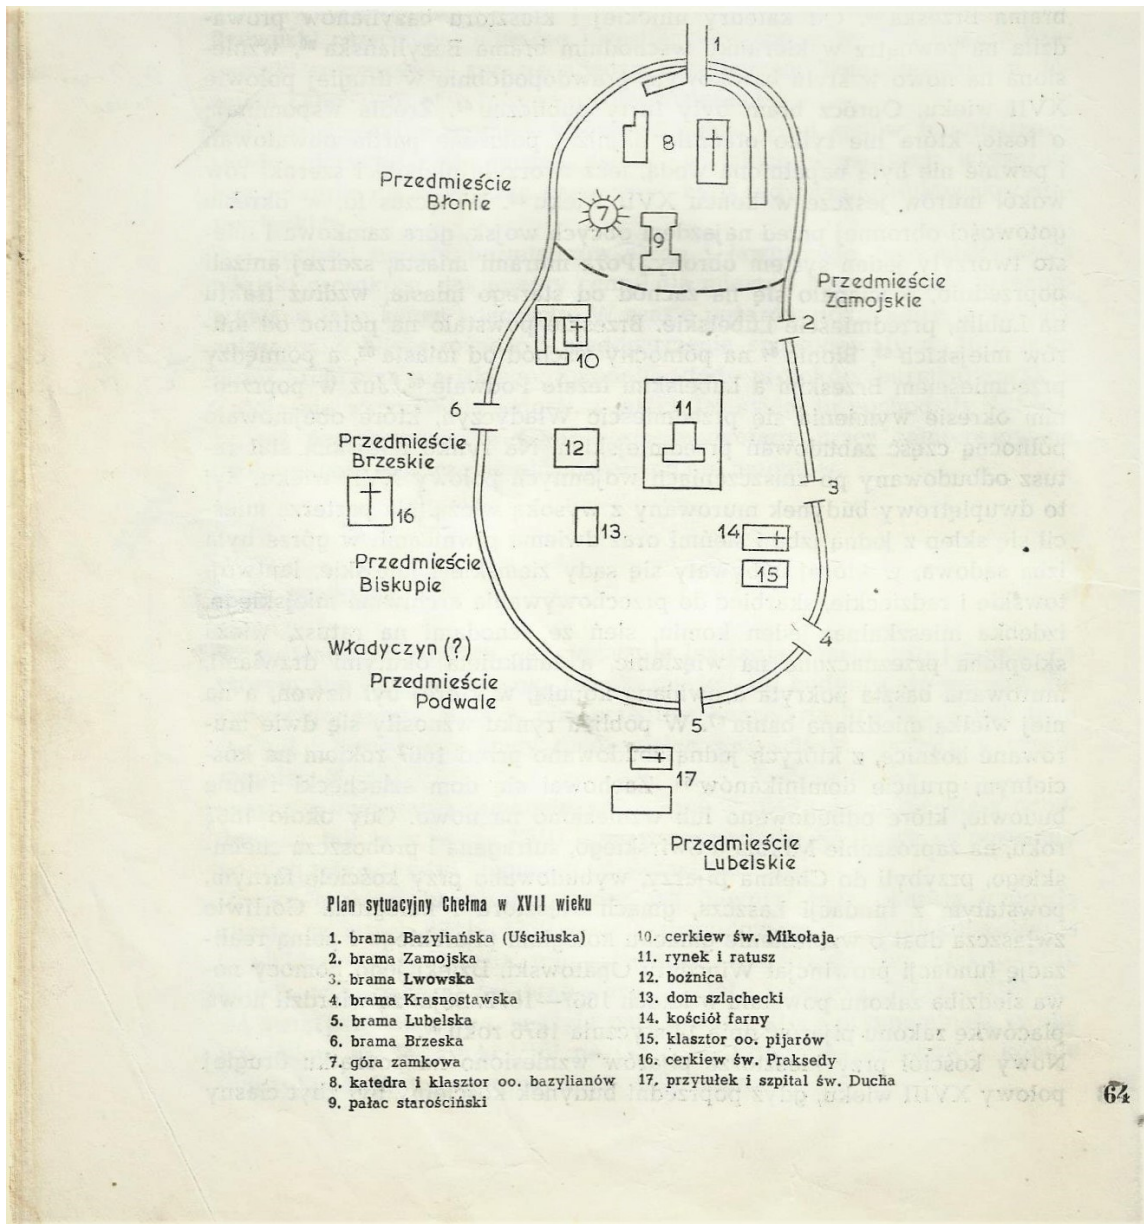 1
8
Przedmieście
Błonie
7
9
Przedmieście
Zamojskie
2
10
6
11
Przedmieście
Brzeskie
12
3
16
13
14
Przedmieście
Biskupie
15
Władyczyn (?)
4
Przedmieście
Podwale
5
17
Przedmieście
Lubelskie
Plan sytuacyjny Chełma w XVII wieku
1. brama Bazyliańska (Uściłuska)
2. brama Zamojska
3. brama Lwowska
4. brama Krasnostawska
5. brama Lubelska
6. brama Brzeska
7. góra zamkowa
8. katedra i klasztor oo. bazylianów
9. pałac starościński
10. cerkiew św. Mikołaja
11. rynek i ratusz
12. bożnica
13. dom szlachecki
14. kościół farny
15. klasztor oo. pijarów
16. cerkiew św. Praksedy
17. przytułek i szpital św. Ducha
64